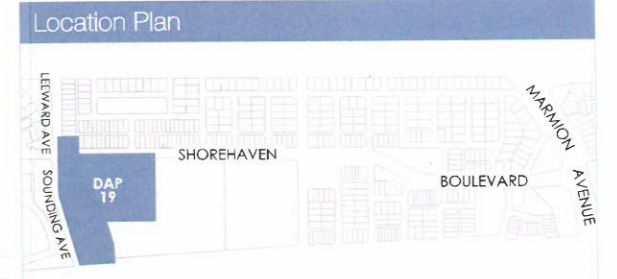 Location Plan
LEEWARD AVE
MARMION
AVENUE
SHOREHAVEN
BOULEVARD
DAP
19
SOUNDING AVE